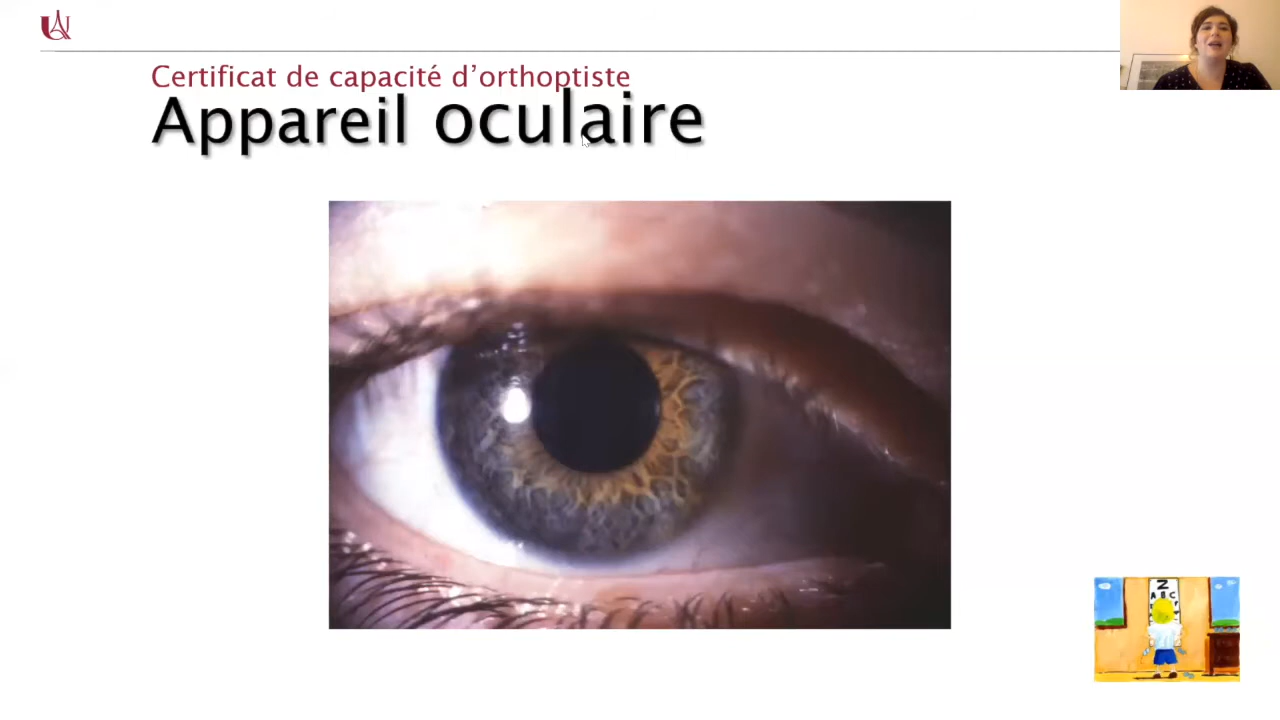 Certificat de capacité d’orthoptiste
Appareil oculaire
Z